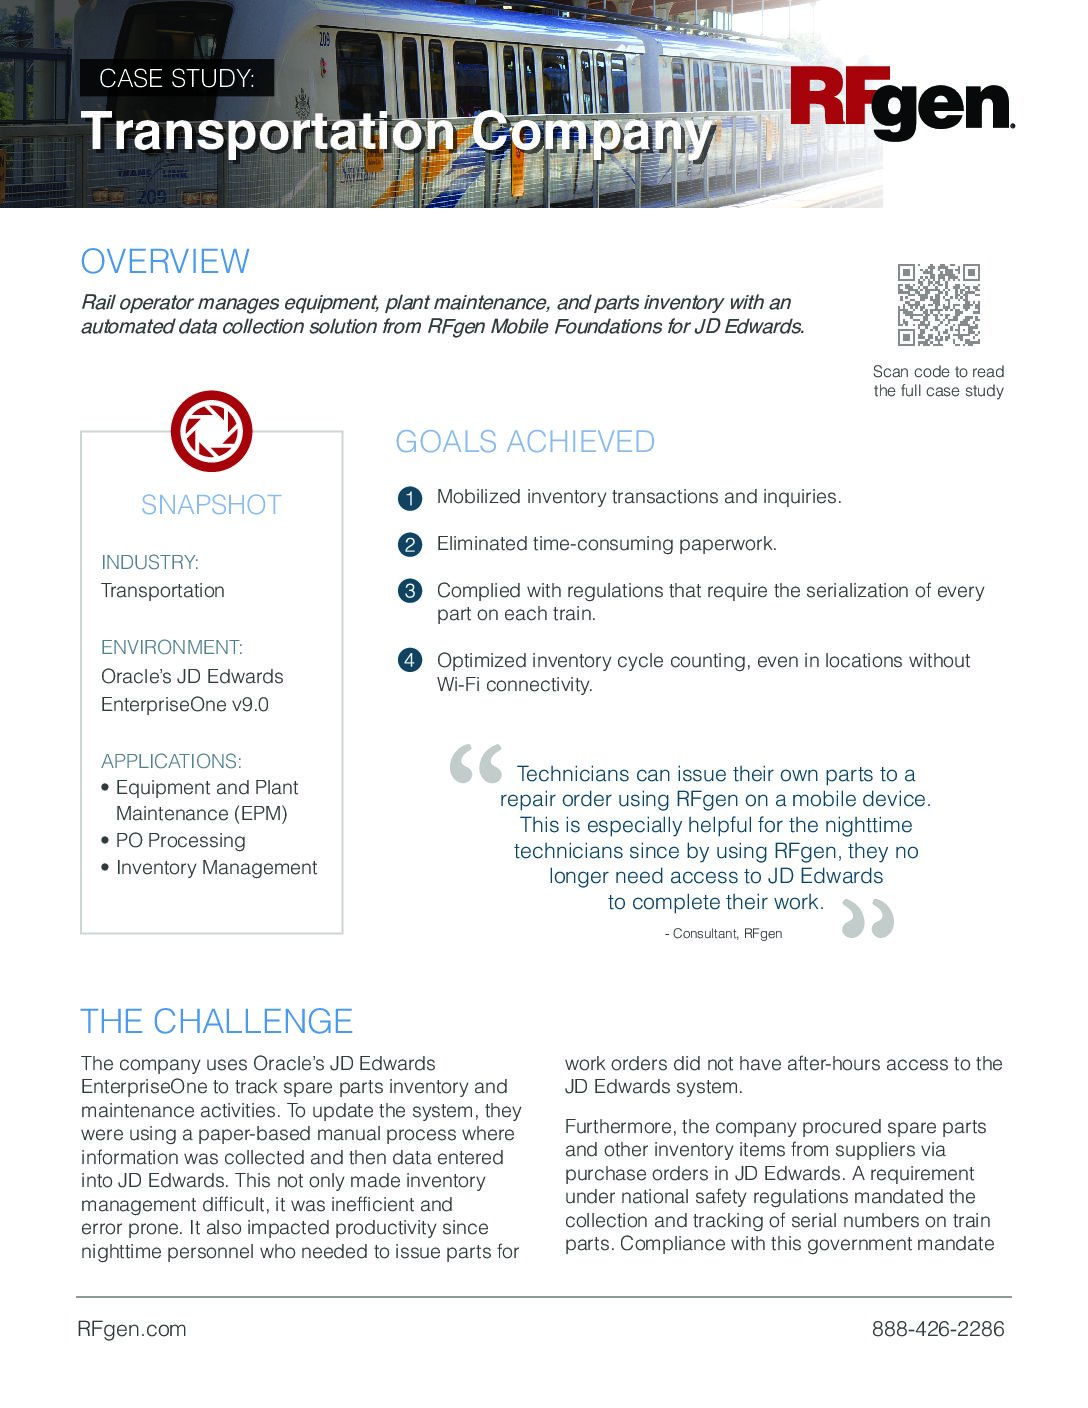 209
CASE STUDY:
Transportation Company
RFgen.
TRANS LINK
209
OVERVIEW
Rail operator manages equipment, plant maintenance, and parts inventory with an
automated data collection solution from RFgen Mobile Foundations for JD Edwards.
Scan code to read
the full case study
SNAPSHOT
INDUSTRY:
Transportation
ENVIRONMENT:
Oracle's JD Edwards
EnterpriseOne v9.0
APPLICATIONS:
• Equipment and Plant
Maintenance (EPM)
• PO Processing
• Inventory Management
GOALS ACHIEVED
1 Mobilized inventory transactions and inquiries.
2 Eliminated time-consuming paperwork.
3 Complied with regulations that require the serialization of every
part on each train.
4 Optimized inventory cycle counting, even in locations without
Wi-Fi connectivity.
“ Technicians can issue their own parts to a
repair order using RFgen on a mobile device.
This is especially helpful for the nighttime
technicians since by using RFgen, they no
longer need access to JD Edwards
to complete their work. ”
- Consultant, RFgen
THE CHALLENGE
The company uses Oracle's JD Edwards
EnterpriseOne to track spare parts inventory and
maintenance activities. To update the system, they
were using a paper-based manual process where
information was collected and then data entered
into JD Edwards. This not only made inventory
management difficult, it was inefficient and
error prone. It also impacted productivity since
nighttime personnel who needed to issue parts for
work orders did not have after-hours access to the
JD Edwards system.
Furthermore, the company procured spare parts
and other inventory items from suppliers via
purchase orders in JD Edwards. A requirement
under national safety regulations mandated the
collection and tracking of serial numbers on train
parts. Compliance with this government mandate
RFgen.com
888-426-2286